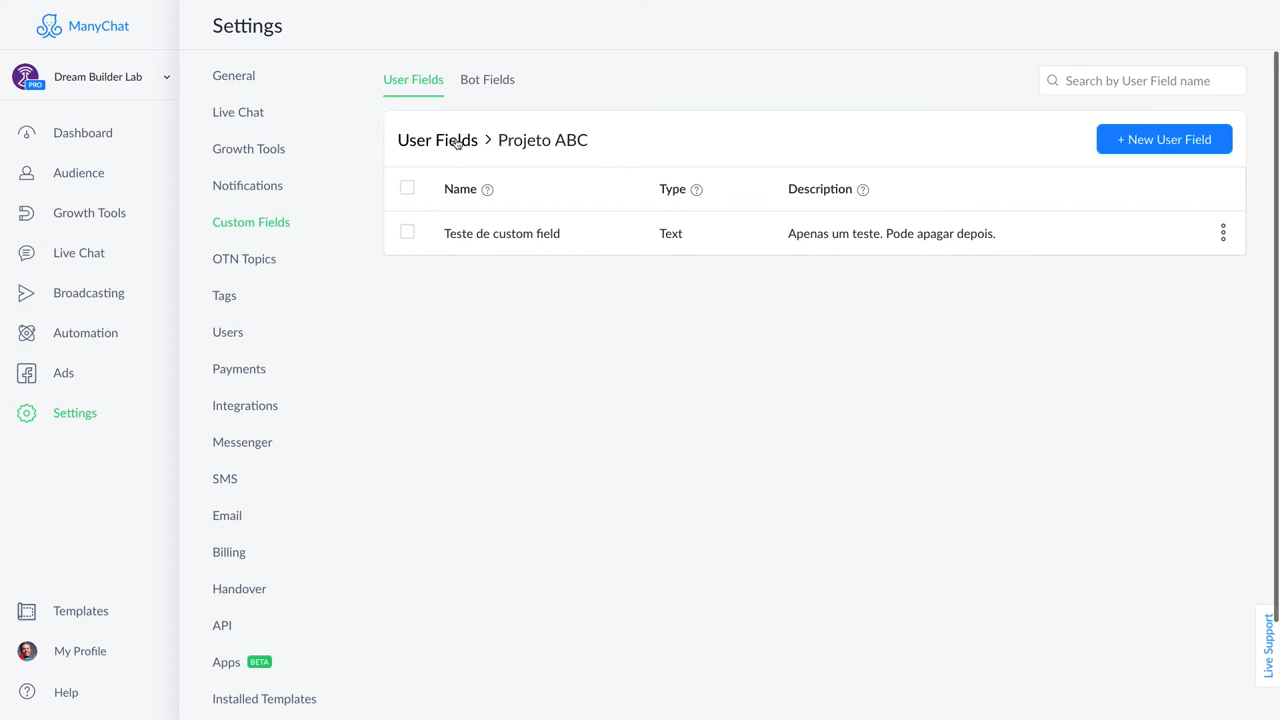 ManyChat
Dream Builder Lab
PRO
Dashboard
Audience
Growth Tools
Live Chat
Broadcasting
Automation
Ads
Settings
Templates
My Profile
Help
Settings
General
Live Chat
Growth Tools
Notifications
Custom Fields
OTN Topics
Tags
Users
Payments
Integrations
Messenger
SMS
Email
Billing
Handover
API
Apps BETA
Installed Templates
User Fields Bot Fields
Search by User Field name
User Fields > Projeto ABC
+ New User Field
Name ? Type ? Description ?
Teste de custom field Text Apenas um teste. Pode apagar depois.
Live Support